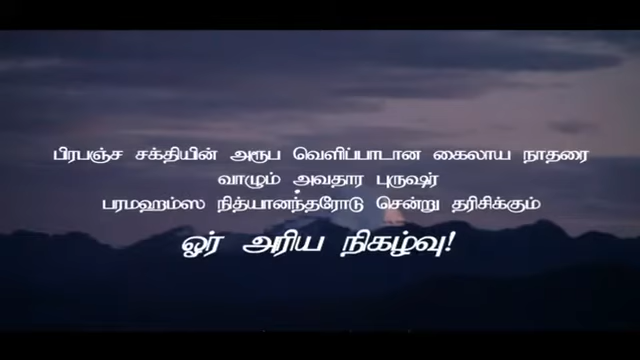 பிரபஞ்ச சக்தியின் அரூப வெளிப்பாடான கைலாய நாதரை
வாழும் அவதார புருஷர்
பரமஹம்ஸ நித்யானந்தரோடு சென்று தரிசிக்கும்
ஓர் அரிய நிகழ்வு!